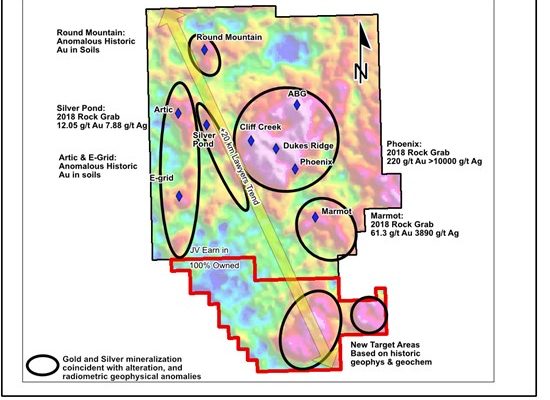 Round Mountain:
Anomalous Historic
Au in Soils
Round Mountain
N
ABG
Silver Pond:
2018 Rock Grab
12.05 g/t Au 7.88 g/t Ag
Artic
Silver
Pond
Cliff Creek
Dukes Ridge
Phoenix
+20 km Lawyers Trend
Phoenix:
2018 Rock Grab
220 g/t Au >10000 g/t Ag
Artic & E-Grid:
Anomalous Historic
Au in soils
E-grid
Marmot
Marmot:
2018 Rock Grab
61.3 g/t Au 3890 g/t Ag
JV Earn in
100% Owned
New Target Areas
Based on historic
geophys & geochem
Gold and Silver mineralization
coincident with alteration, and
radiometric geophysical anomalies